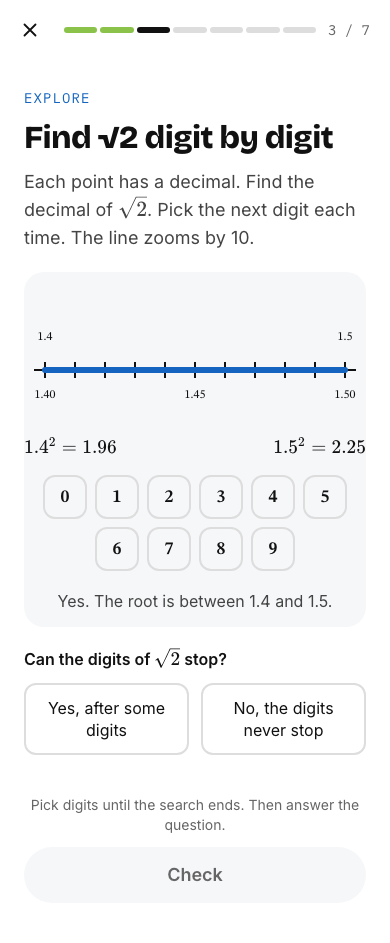 3 / 7
EXPLORE
Find √2 digit by digit
Each point has a decimal. Find the
decimal of √2. Pick the next digit each
time. The line zooms by 10.
1.4 1.5
1.40 1.45 1.50
1.4² = 1.96 1.5² = 2.25
0 1 2 3 4 5
6 7 8 9
Yes. The root is between 1.4 and 1.5.
Can the digits of √2 stop?
Yes, after some
digits
No, the digits
never stop
Pick digits until the search ends. Then answer the
question.
Check